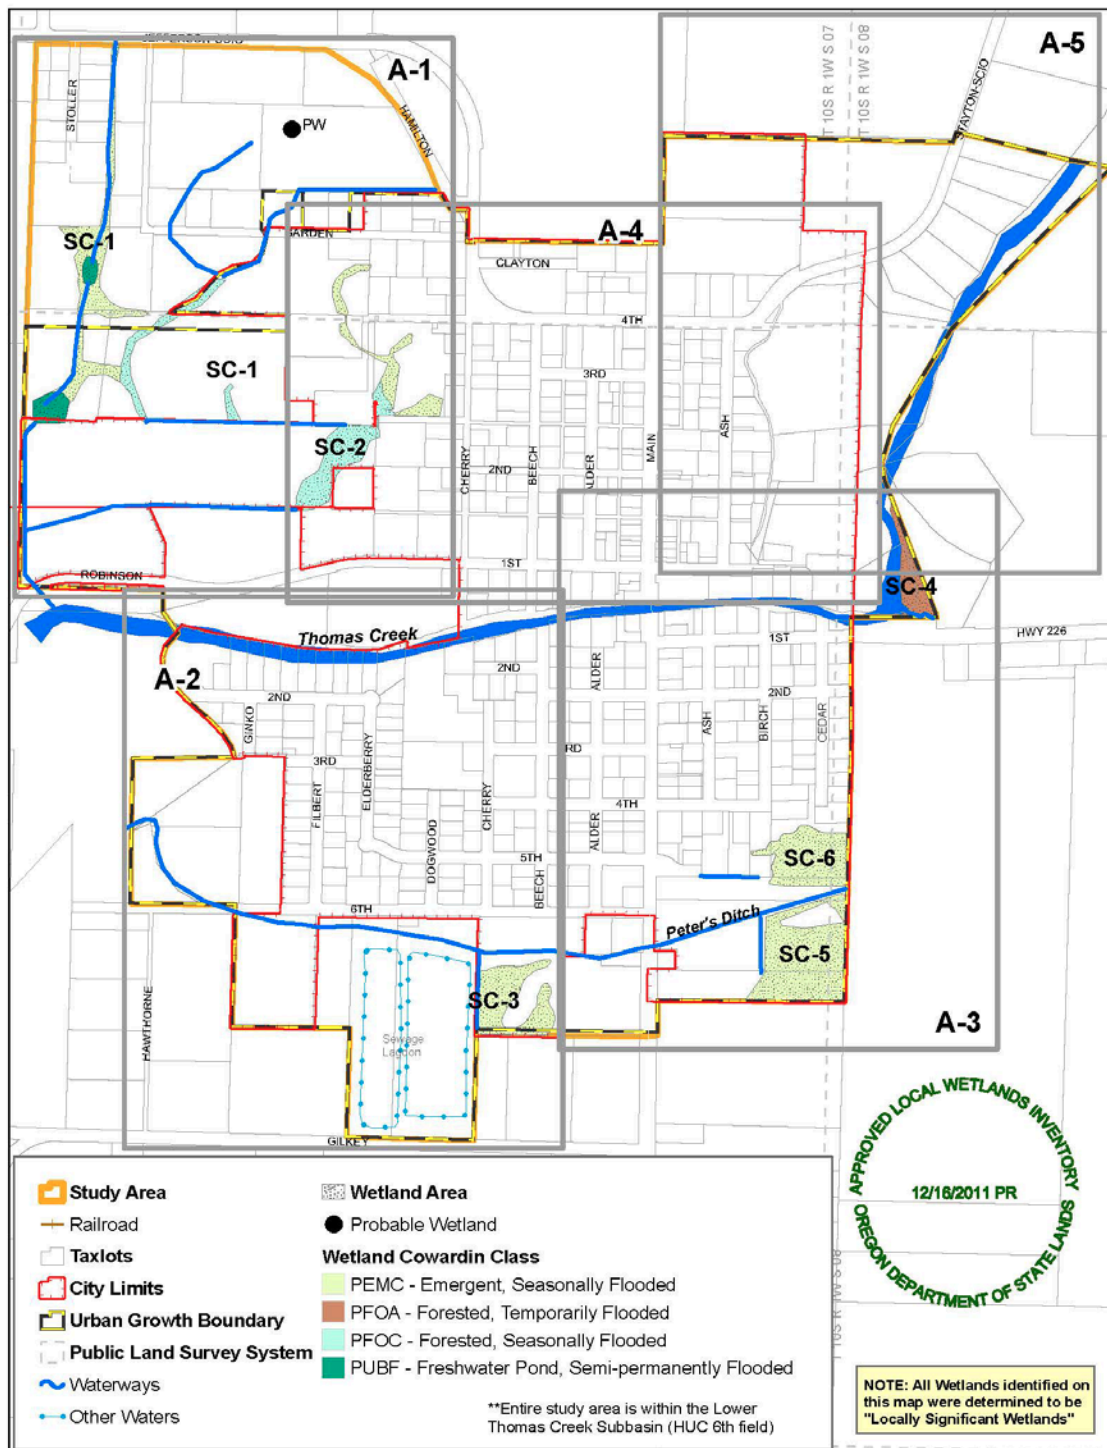 JEFFERSON-SCIO
A-1
A-5
T 10S R 1W S 07
T 10S R 1W S 08
STAYTON-SCIO
STOLLER
HAMILTON
PW
SC-1
GARDEN
A-4
CLAYTON
4TH
SC-1
3RD
ASH
MAIN
SC-2
CHERRY
2ND
BEECH
ALDER
1ST
ROBINSON
SC-4
Thomas Creek
1ST
HWY 226
A-2
2ND
ALDER
2ND
GINKO
2ND
ASH
BIRCH
CEDAR
3RD
RD
ELDERBERRY
FILBERT
CHERRY
4TH
DOGWOOD
ALDER
5TH
BEECH
SC-6
6TH
Peter's Ditch
SC-5
SC-3
HAWTHORNE
Sewage
Lagoon
A-3
GILKEY
Study Area
Railroad
Taxlots
City Limits
Urban Growth Boundary
Public Land Survey System
Waterways
Other Waters
Wetland Area
Probable Wetland
Wetland Cowardin Class
PEMC - Emergent, Seasonally Flooded
PFOA - Forested, Temporarily Flooded
PFOC - Forested, Seasonally Flooded
PUBF - Freshwater Pond, Semi-permanently Flooded
**Entire study area is within the Lower
Thomas Creek Subbasin (HUC 6th field)
APPROVED LOCAL WETLANDS INVENTORY
12/16/2011 PR
OREGON DEPARTMENT OF STATE LANDS
NOTE: All Wetlands identified on
this map were determined to be
"Locally Significant Wetlands"